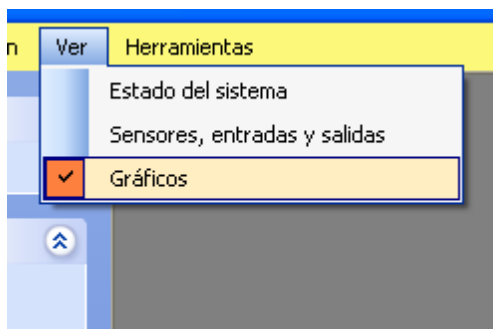 n Ver Herramientas
Estado del sistema
Sensores, entradas y salidas
Gráficos